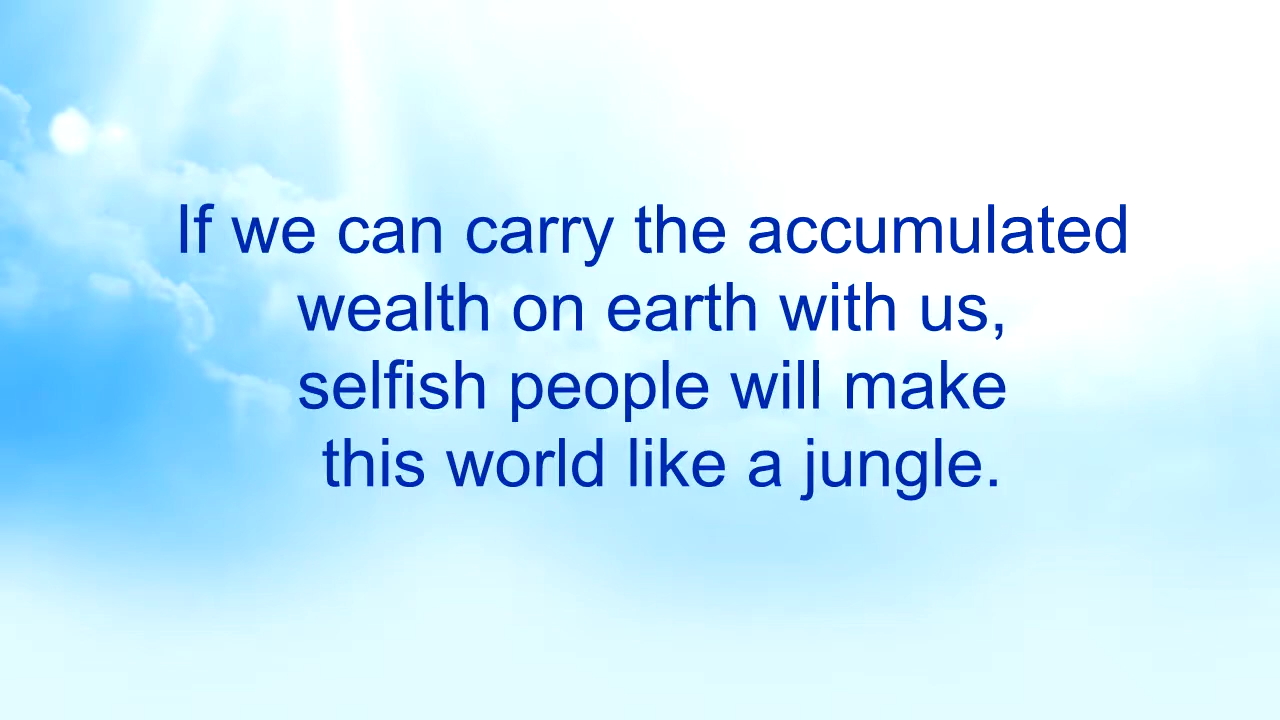 If we can carry the accumulated
wealth on earth with us,
selfish people will make
this world like a jungle.